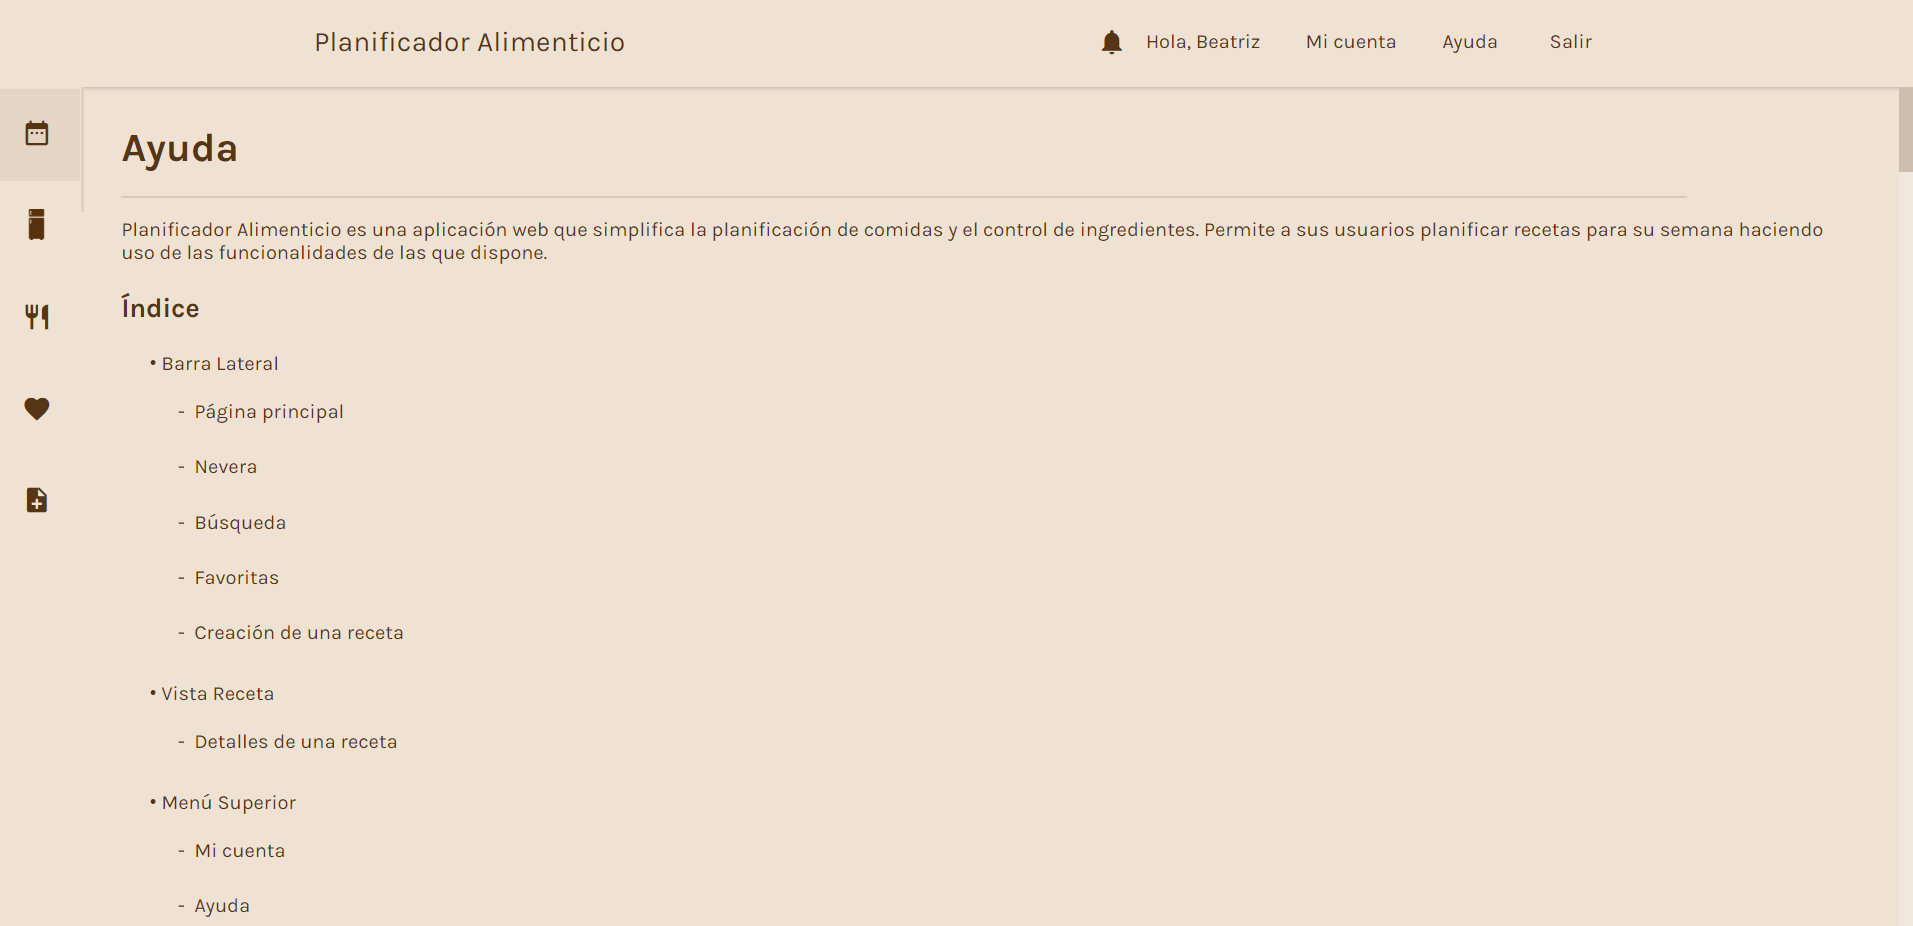 Planificador Alimenticio
Hola, Beatriz
Mi cuenta
Ayuda
Salir
Ayuda
Planificador Alimenticio es una aplicación web que simplifica la planificación de comidas y el control de ingredientes. Permite a sus usuarios planificar recetas para su semana haciendo
uso de las funcionalidades de las que dispone.
Índice
• Barra Lateral
- Página principal
- Nevera
- Búsqueda
- Favoritas
- Creación de una receta
• Vista Receta
- Detalles de una receta
• Menú Superior
- Mi cuenta
- Ayuda